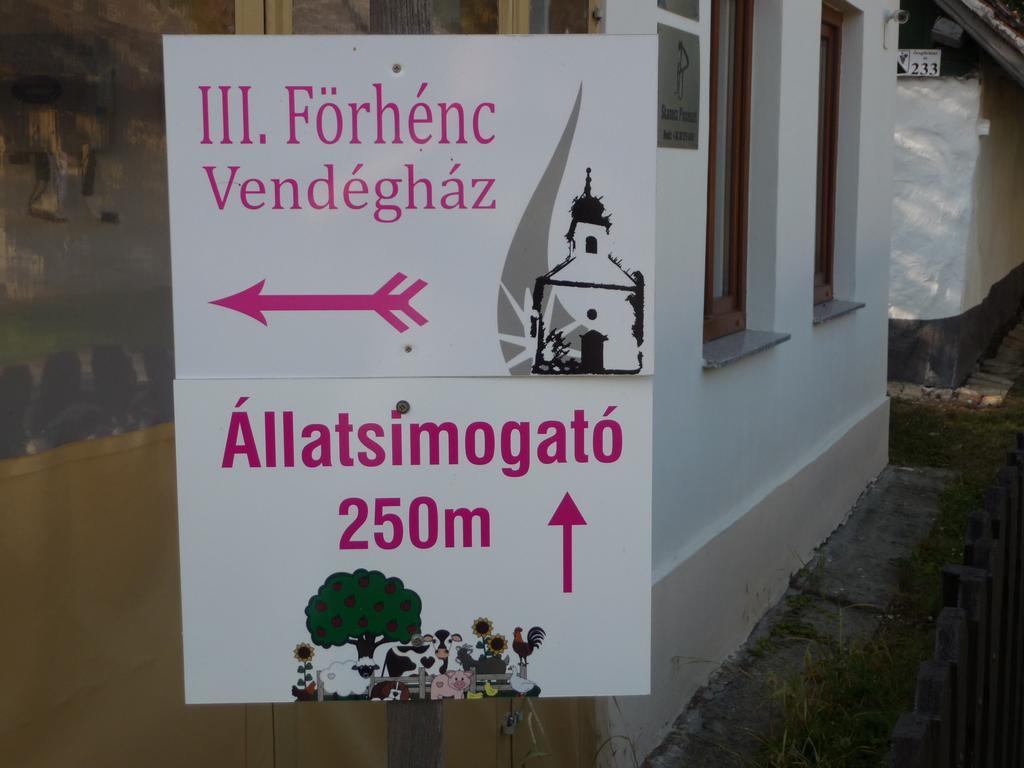 III. Förhénc
Vendégház
Állatsimogató
250m
233